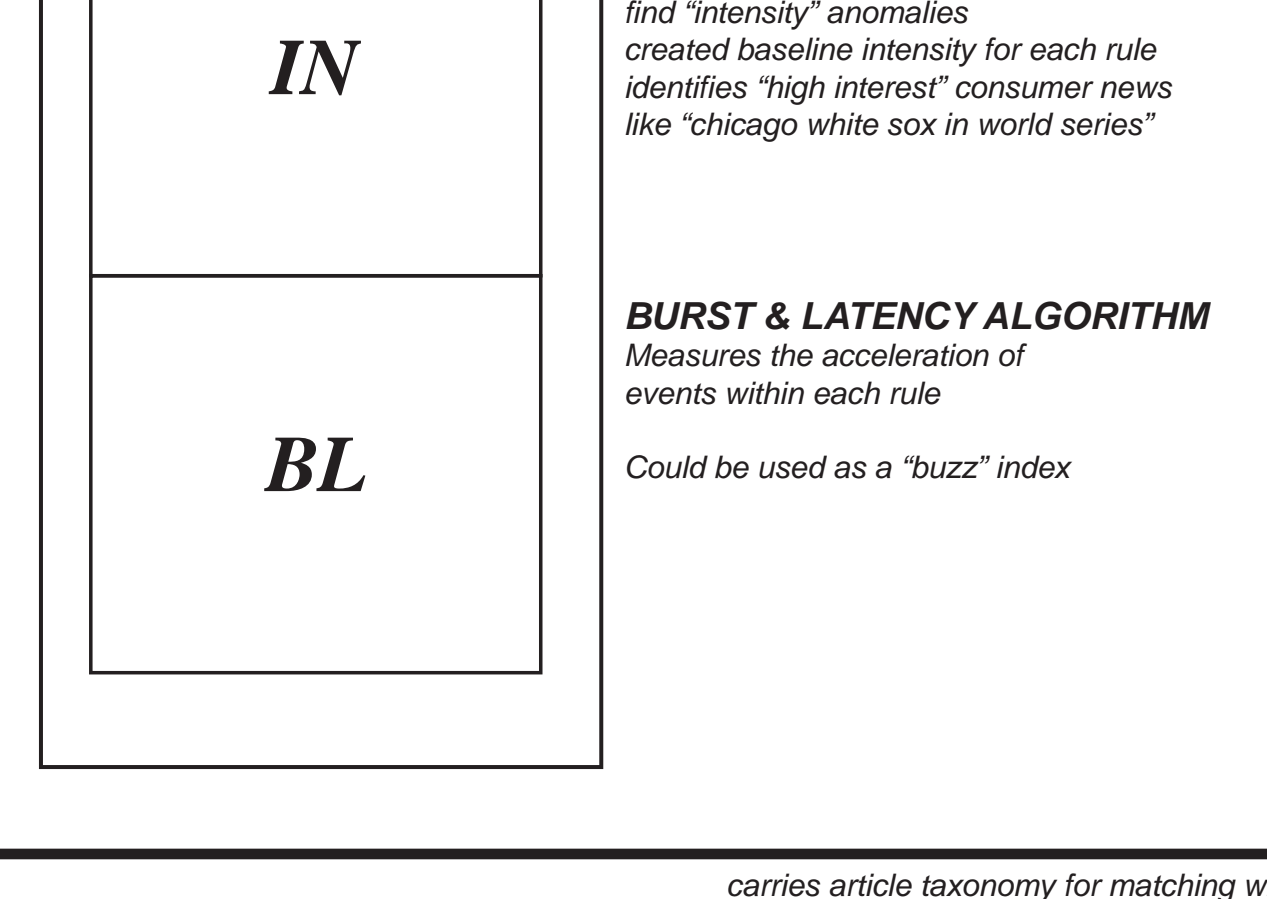 find “intensity” anomalies
IN
created baseline intensity for each rule
identifies “high interest” consumer news
like “chicago white sox in world series”
BURST & LATENCY ALGORITHM
Measures the acceleration of
events within each rule
BL
Could be used as a “buzz” index
carries article taxonomy for matching